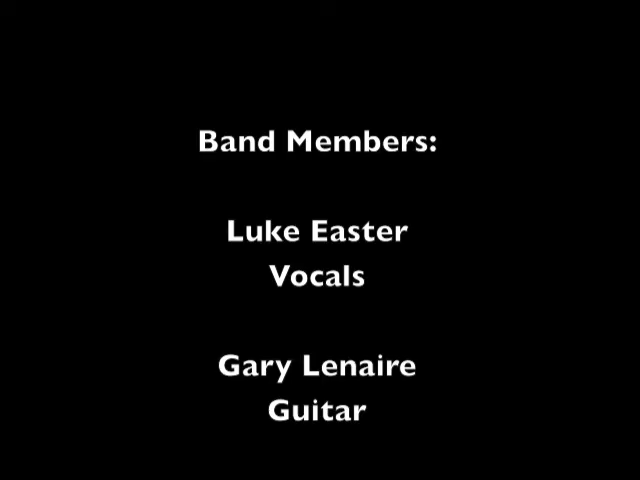 Band Members:
Luke Easter
Vocals
Gary Lenaire
Guitar